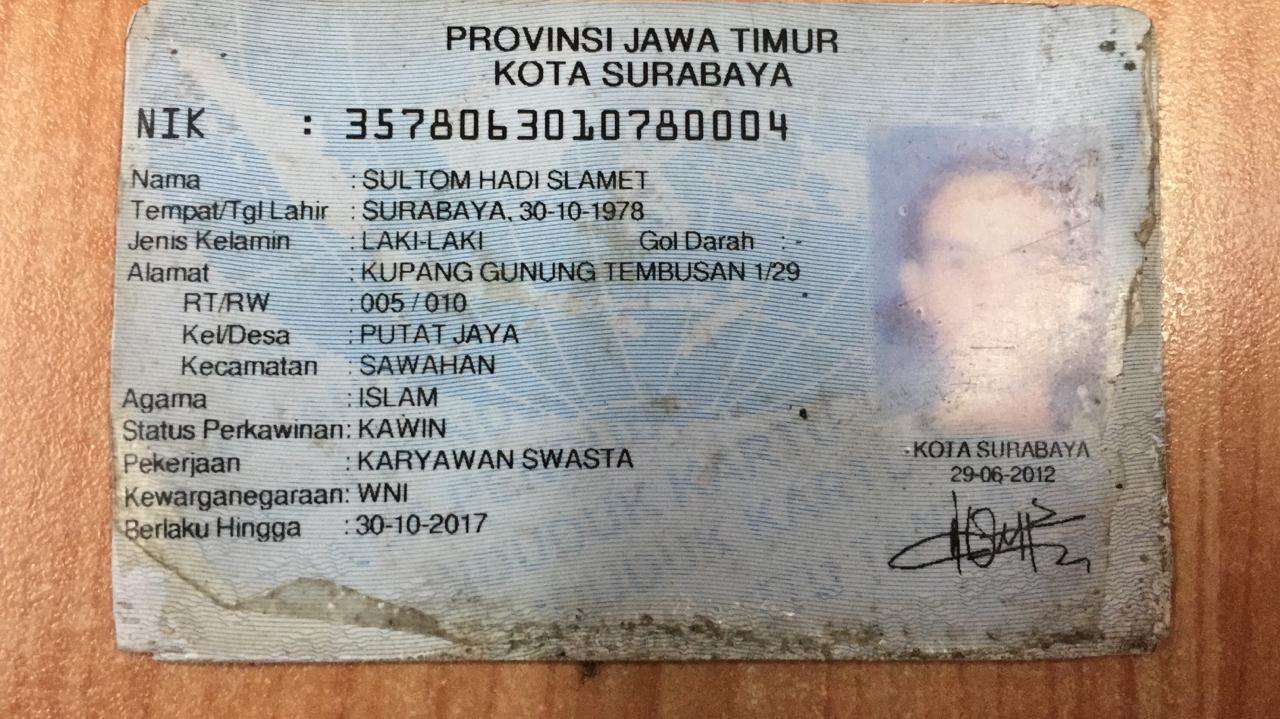 PROVINSI JAWA TIMUR
KOTA SURABAYA
NIK : 3578063010780004
Nama : SULTOM HADI SLAMET
Tempat/Tgl Lahir : SURABAYA, 30-10-1978
Jenis Kelamin : LAKI-LAKI Gol Darah : -
Alamat : KUPANG GUNUNG TEMBUSAN 1/29
RT/RW : 005 / 010
Kel/Desa : PUTAT JAYA
Kecamatan : SAWAHAN
Agama : ISLAM
Status Perkawinan: KAWIN
Pekerjaan : KARYAWAN SWASTA
Kewarganegaraan: WNI
Berlaku Hingga : 30-10-2017
KOTA SURABAYA
29-06-2012